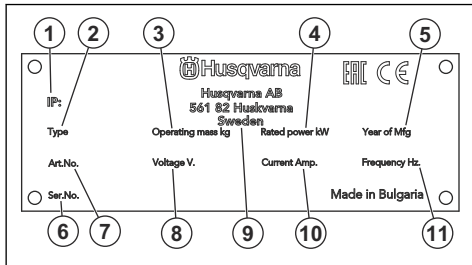 1 2 3 4 5
Husqvarna EAC CE
Husqvarna AB
IP:
561 82 Huskvarna
Sweden
Type Operating mass kg Rated power kW Year of Mfg
Art.No. Voltage V. Current Amp. Frequency Hz.
Ser.No. Made in Bulgaria
6 7 8 9 10 11